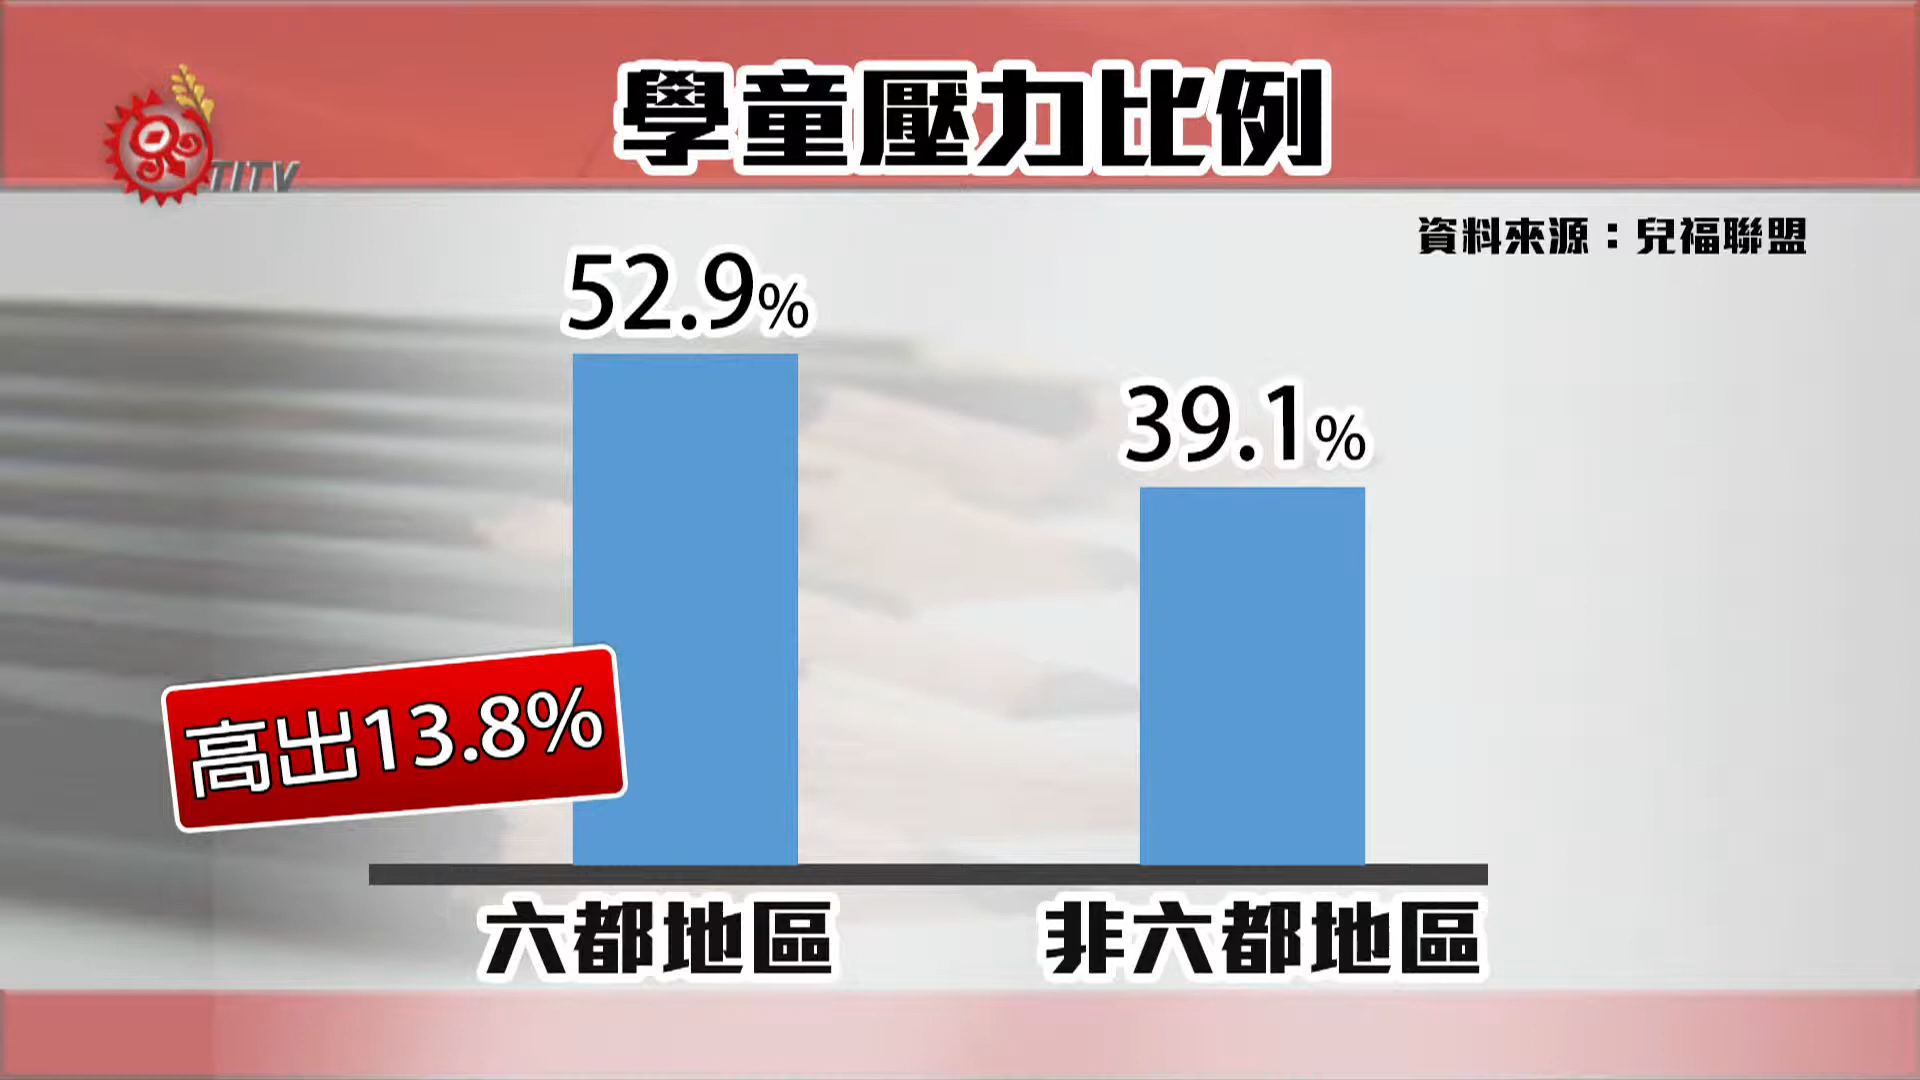 學童壓力比例
TITV
資料來源：兒福聯盟
52.9%
39.1%
高出13.8%
六都地區
非六都地區